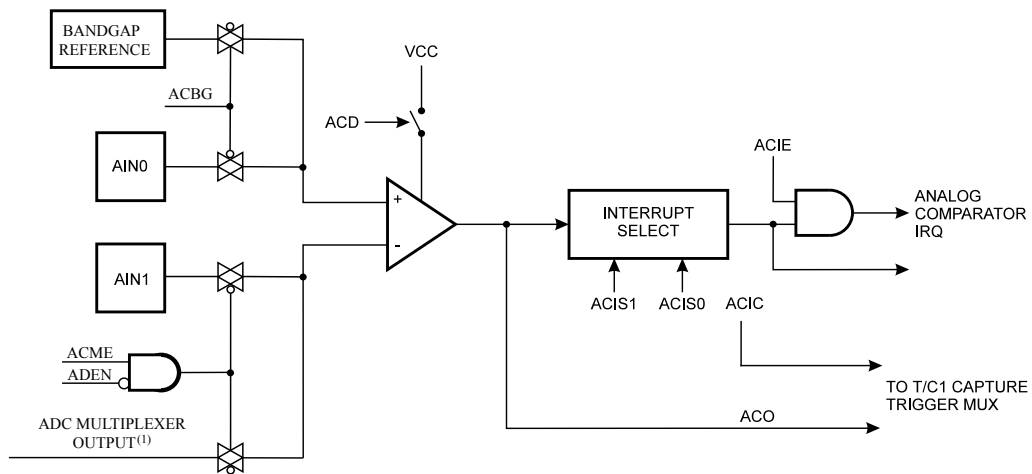 BANDGAP
REFERENCE
VCC
ACBG
ACD
AIN0
ACIE
+
-
INTERRUPT
SELECT
ANALOG
COMPARATOR
IRQ
AIN1
ACIS1
ACIS0
ACIC
ACME
ADEN
TO T/C1 CAPTURE
TRIGGER MUX
ADC MULTIPLEXER
OUTPUT(1)
ACO